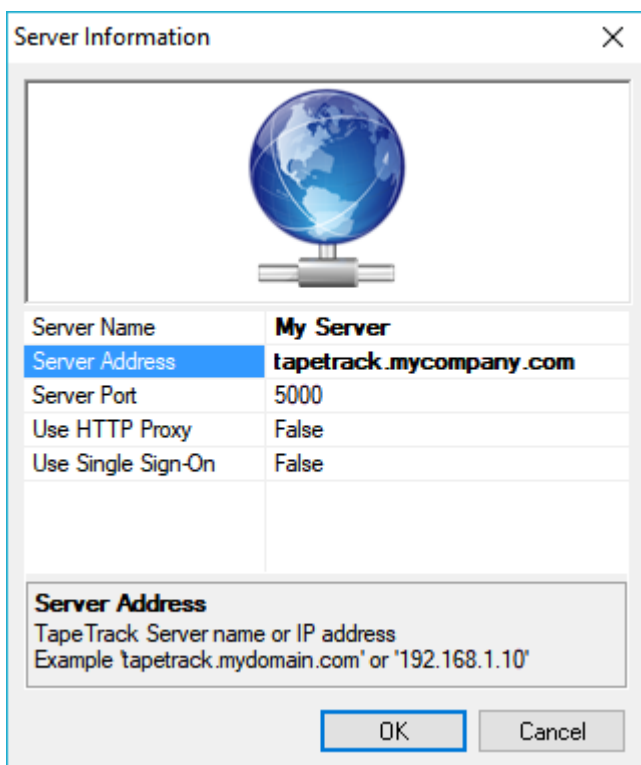 Server Information
Server Name My Server
Server Address tapetrack.mycompany.com
Server Port 5000
Use HTTP Proxy False
Use Single Sign-On False
Server Address
TapeTrack Server name or IP address
Example 'tapetrack.mydomain.com' or '192.168.1.10'
OK Cancel